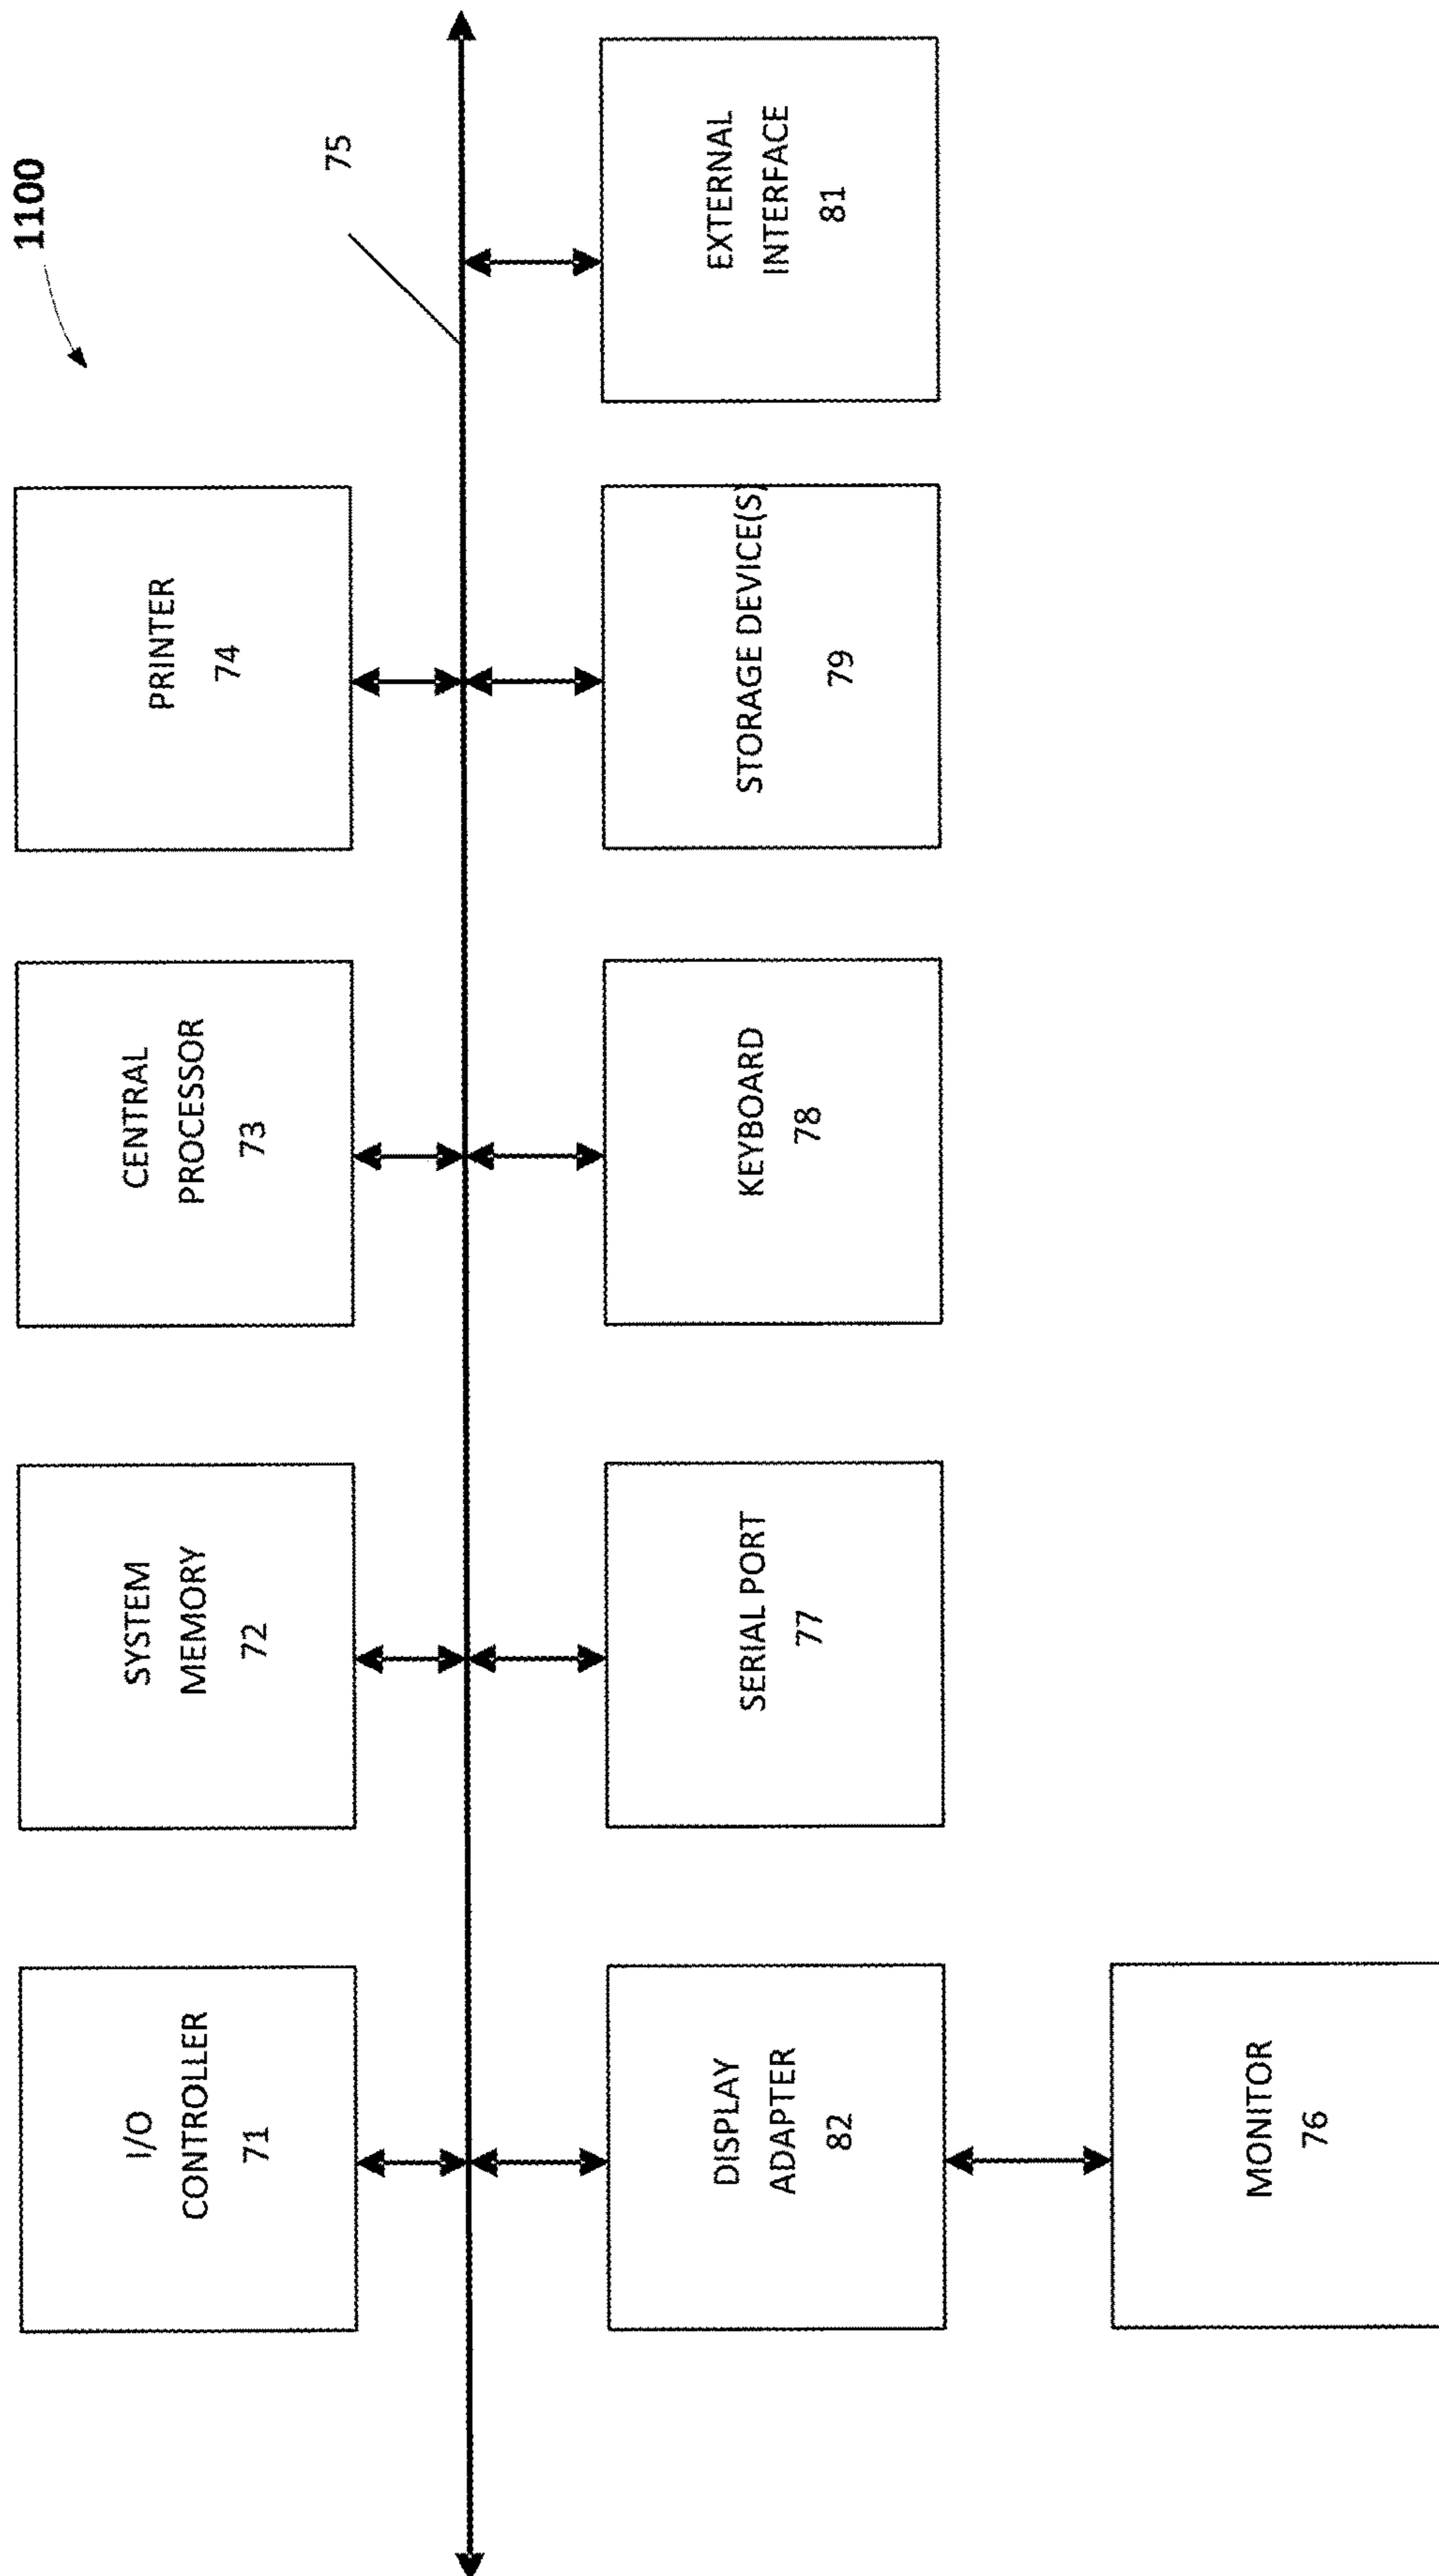 1100
75
I/O
CONTROLLER
71
SYSTEM
MEMORY
72
CENTRAL
PROCESSOR
73
PRINTER
74
DISPLAY
ADAPTER
82
SERIAL PORT
77
KEYBOARD
78
STORAGE DEVICE(S)
79
EXTERNAL
INTERFACE
81
MONITOR
76